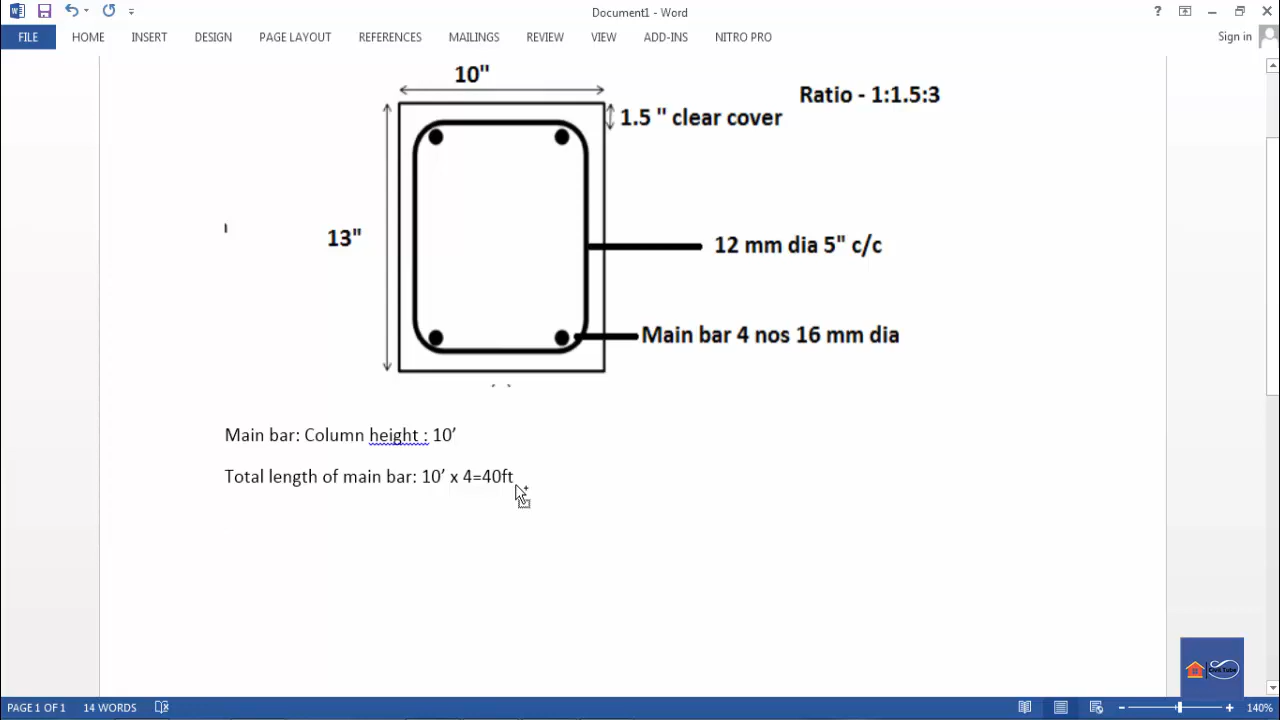 Document1 - Word
?
FILE HOME INSERT DESIGN PAGE LAYOUT REFERENCES MAILINGS REVIEW VIEW ADD-INS NITRO PRO Sign in
10"
Ratio - 1:1.5:3
1.5 " clear cover
13"
12 mm dia 5" c/c
Main bar 4 nos 16 mm dia
Main bar: Column height : 10’
Total length of main bar: 10’ x 4=40ft
PAGE 1 OF 1 14 WORDS 140%